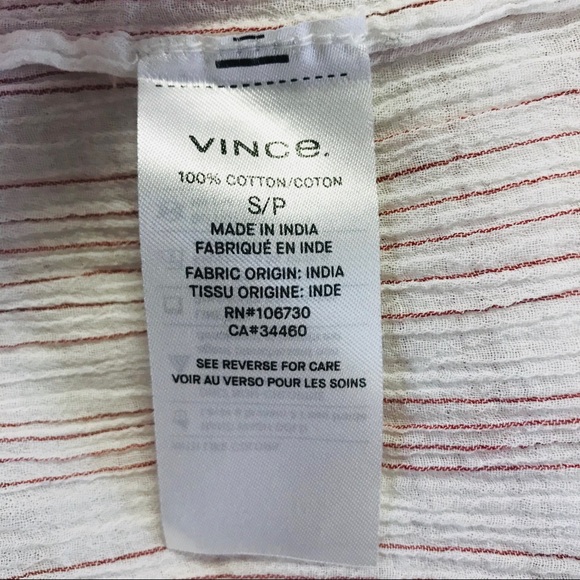 VINCe.
100% COTTON/COTON
S/P
MADE IN INDIA
FABRIQUÉ EN INDE
FABRIC ORIGIN: INDIA
TISSU ORIGINE: INDE
RN#106730
CA#34460
SEE REVERSE FOR CARE
VOIR AU VERSO POUR LES SOINS